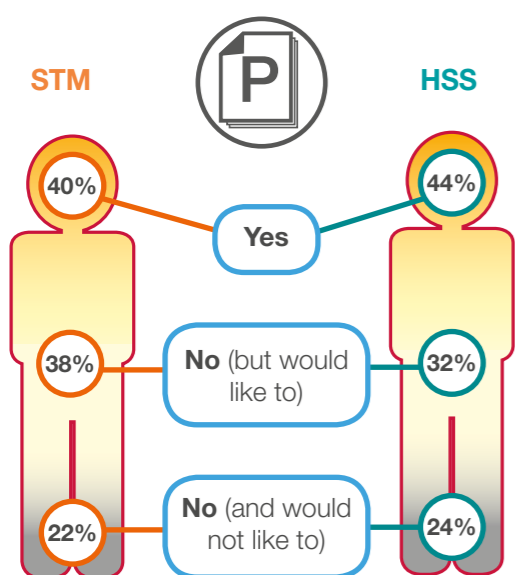 P
STM
HSS
40%
44%
Yes
38%
No (but would
like to)
32%
22%
No (and would
not like to)
24%